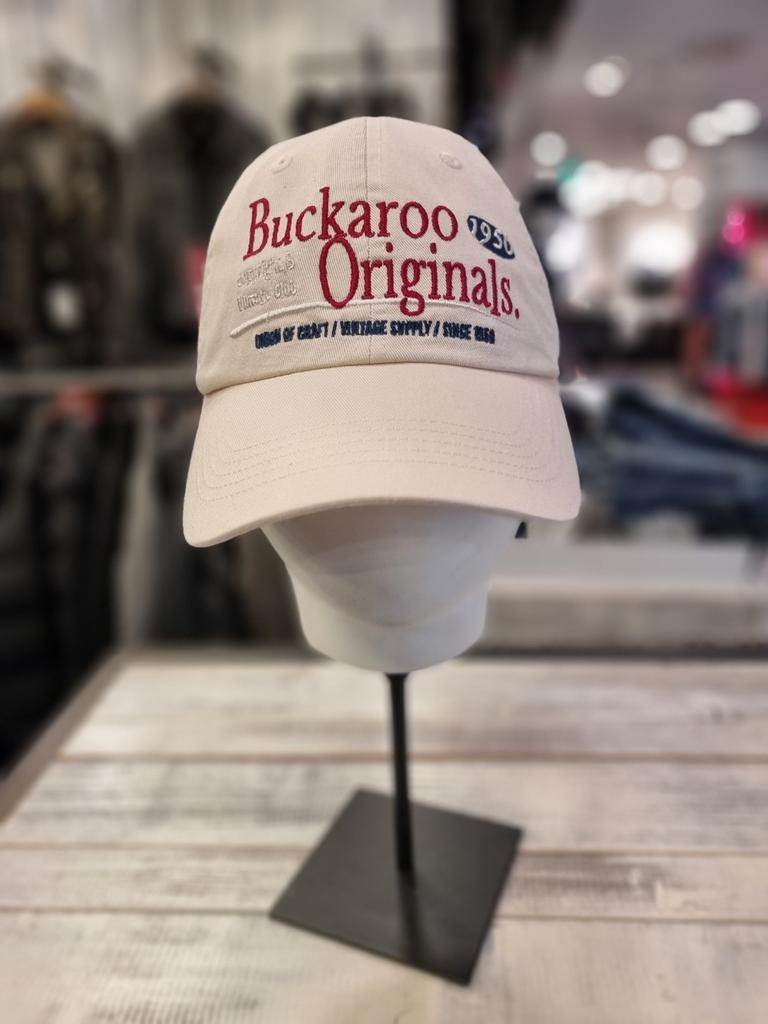 Buckaroo 1950
Originals.
UNION OF CRAFT / VINTAGE SUPPLY / SINCE 1950